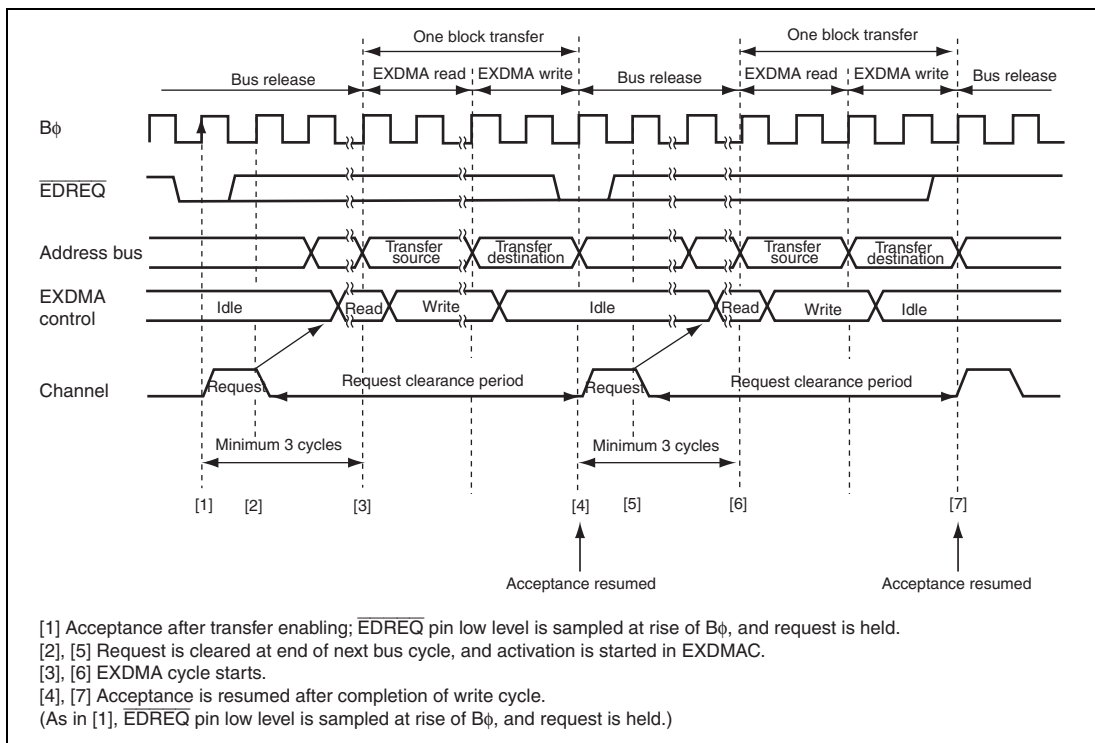 One block transfer One block transfer
Bus release EXDMA read EXDMA write Bus release EXDMA read EXDMA write Bus release
Bϕ
EDREQ
Address bus Transfer source Transfer destination Transfer source Transfer destination
EXDMA control Idle Read Write Idle Read Write Idle
Channel Request Request clearance period Request Request clearance period
Minimum 3 cycles Minimum 3 cycles
[1] [2] [3] [4] [5] [6] [7]
Acceptance resumed Acceptance resumed
[1] Acceptance after transfer enabling; EDREQ pin low level is sampled at rise of Bϕ, and request is held.
[2], [5] Request is cleared at end of next bus cycle, and activation is started in EXDMAC.
[3], [6] EXDMA cycle starts.
[4], [7] Acceptance is resumed after completion of write cycle.
(As in [1], EDREQ pin low level is sampled at rise of Bϕ, and request is held.)